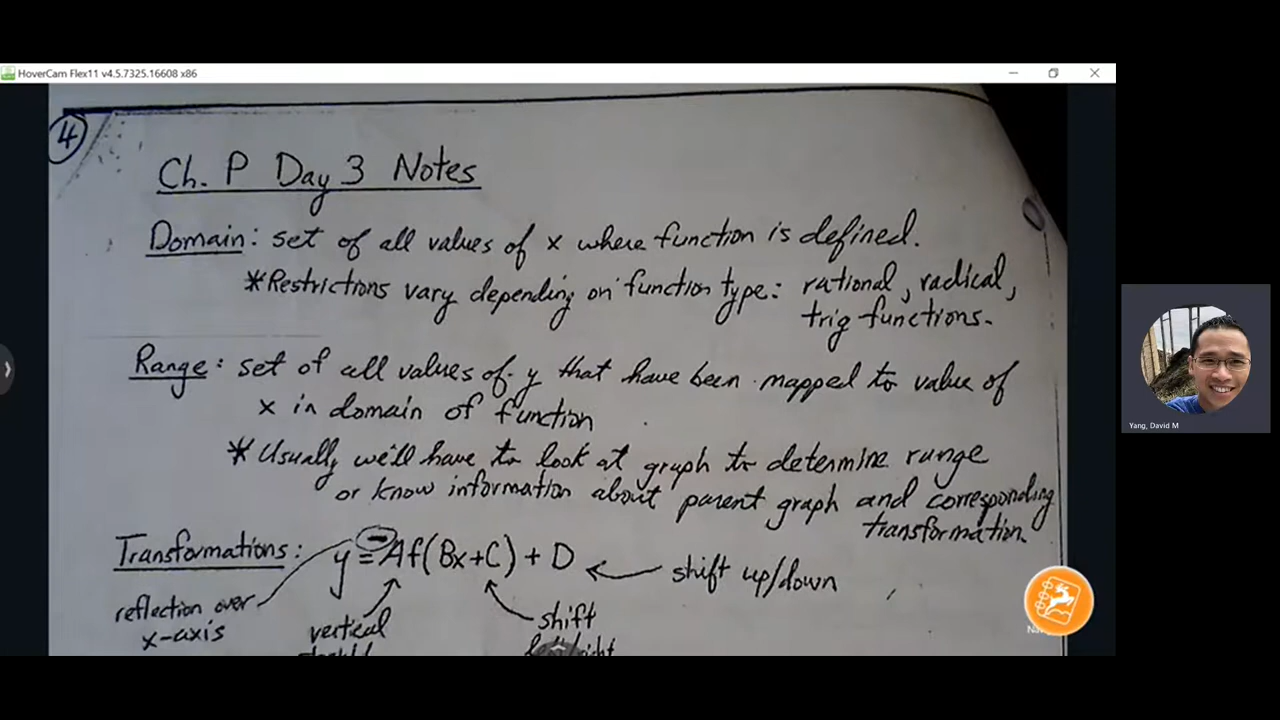 HoverCam Flex11 v4.5.7325.16608 x86
4
Ch. P Day 3 Notes
Domain: set of all values of x where function is defined.
*Restrictions vary depending on function type: rational, radical,
trig functions.
Range: set of all values of y that have been mapped to value of
x in domain of function
*Usually we'll have to look at graph to determine range
or know information about parent graph and corresponding
transformation.
Transformations: y = -Af(Bx+C) + D
shift up/down
reflection over
x-axis
vertical
shift
left/right
Yang, David M